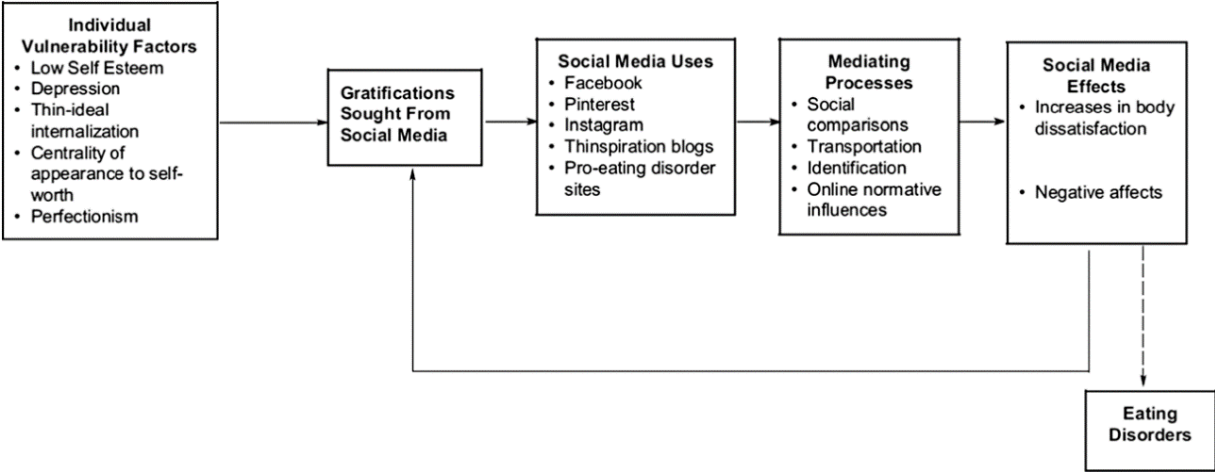 Individual
Vulnerability Factors
• Low Self Esteem
• Depression
• Thin-ideal
internalization
• Centrality of
appearance to self-
worth
• Perfectionism
Gratifications
Sought From
Social Media
Social Media Uses
• Facebook
• Pinterest
• Instagram
• Thinspiration blogs
• Pro-eating disorder
sites
Mediating
Processes
• Social
comparisons
• Transportation
• Identification
• Online normative
influences
Social Media
Effects
• Increases in body
dissatisfaction
• Negative affects
Eating
Disorders